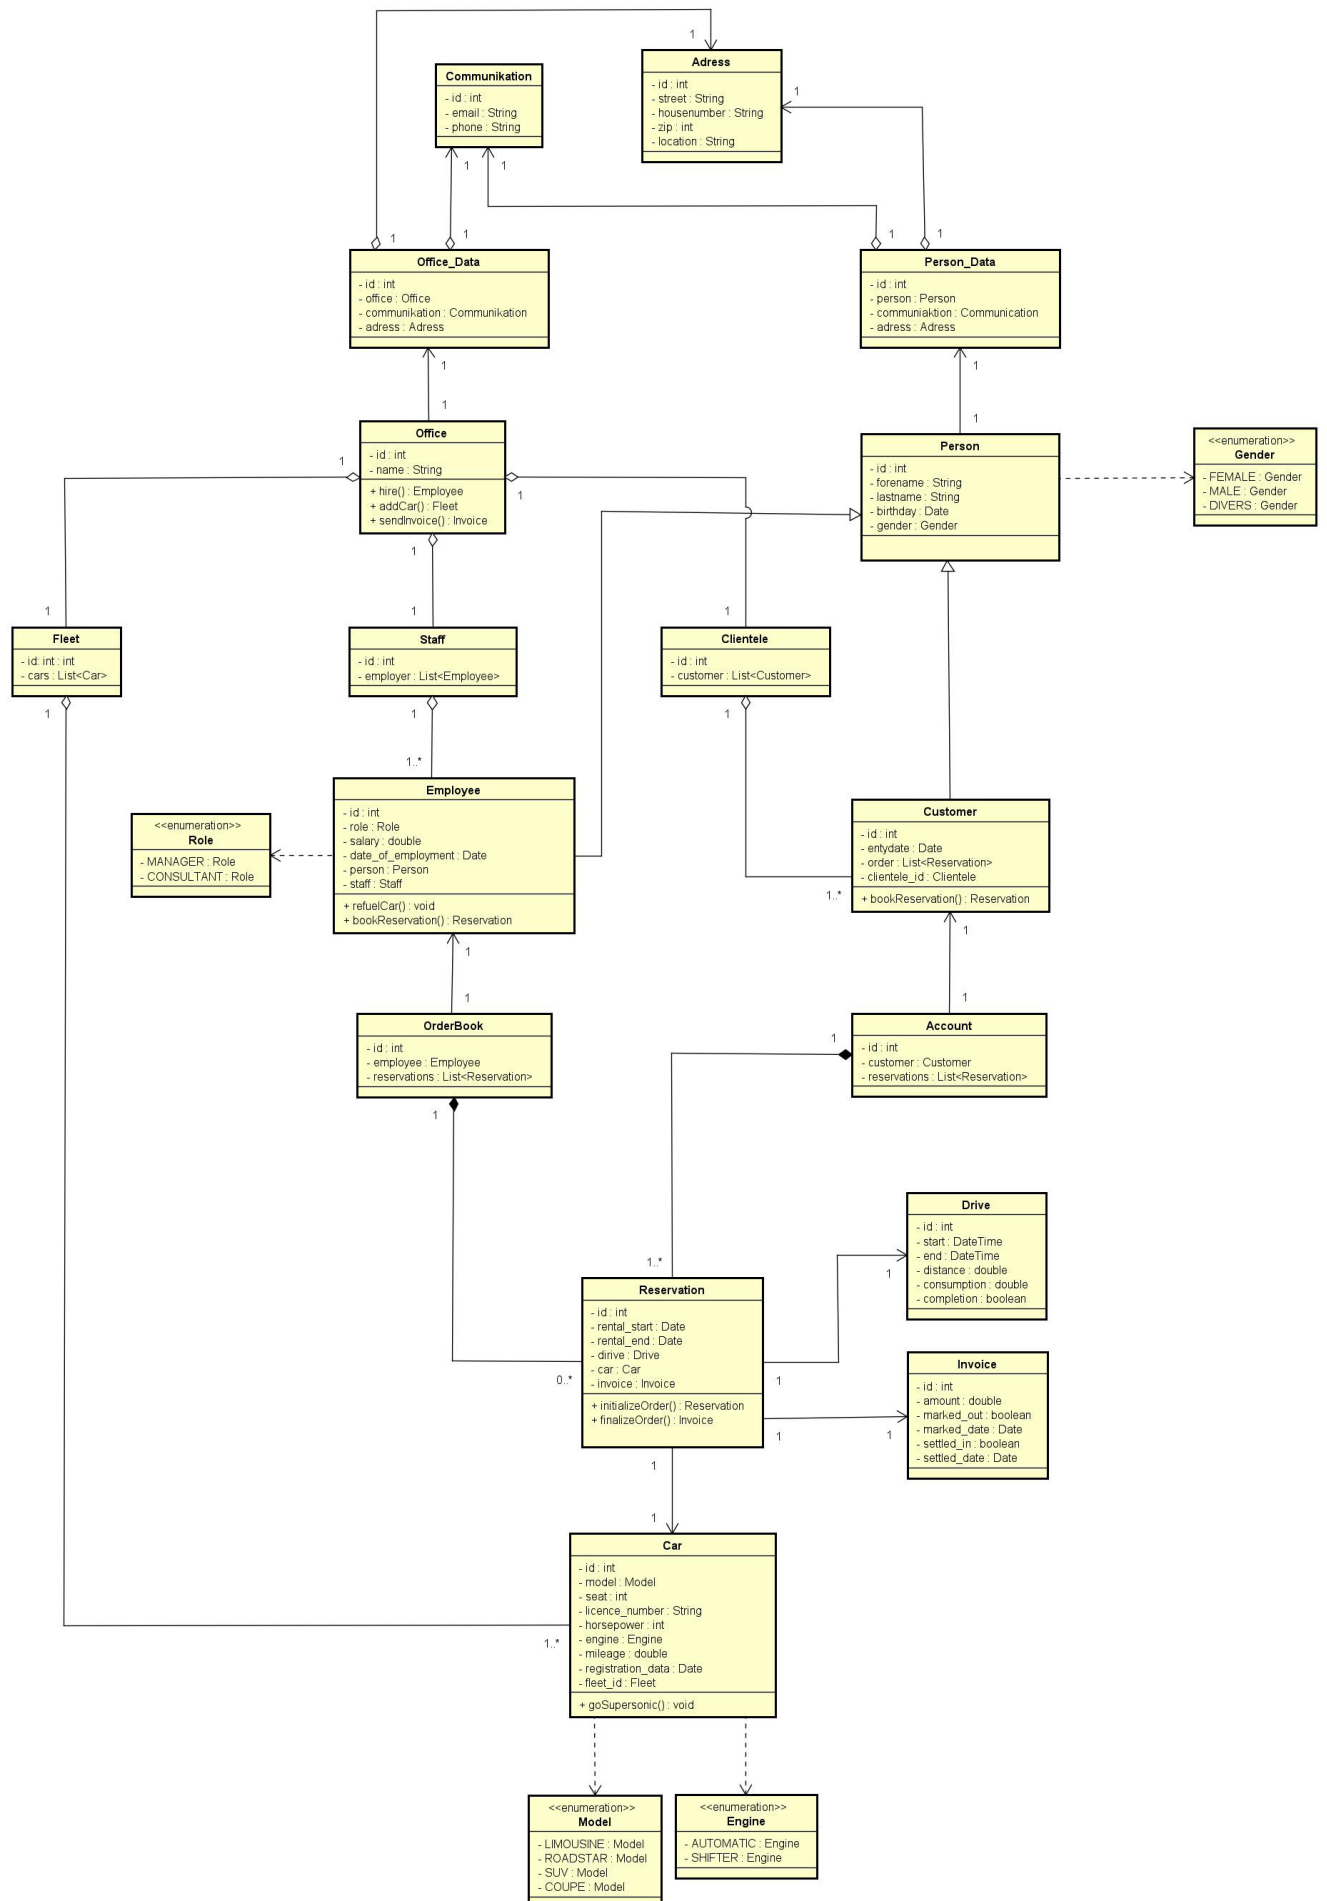 1
Adress
- id : int
- street : String
- housenumber : String
- zip : int
- location : String
1
Communikation
- id : int
- email : String
- phone : String
1
1
1
1
1
1
Office_Data
- id : int
- office : Office
- communikation : Communikation
- adress : Adress
Person_Data
- id : int
- person : Person
- communiaktion : Communication
- adress : Adress
1
1
1
1
Office
- id : int
- name : String
+ hire() : Employee
+ addCar() : Fleet
+ sendInvoice() : Invoice
1
1
1
Person
- id : int
- forename : String
- lastname : String
- birthday : Date
- gender : Gender
<<enumeration>>
Gender
- FEMALE : Gender
- MALE : Gender
- DIVERS : Gender
1
1
1
Fleet
- id: int : int
- cars : List<Car>
1
Staff
- id : int
- employer : List<Employee>
1
Clientele
- id : int
- customer : List<Customer>
1
1..*
Employee
- id : int
- role : Role
- salary : double
- date_of_employment : Date
- person : Person
- staff : Staff
+ refuelCar() : void
+ bookReservation() : Reservation
<<enumeration>>
Role
- MANAGER : Role
- CONSULTANT : Role
1..*
Customer
- id : int
- entydate : Date
- order : List<Reservation>
- clientele_id : Clientele
+ bookReservation() : Reservation
1
1
1
1
OrderBook
- id : int
- employee : Employee
- reservations : List<Reservation>
1
Account
- id : int
- customer : Customer
- reservations : List<Reservation>
1
1..*
0..*
Reservation
- id : int
- rental_start : Date
- rental_end : Date
- dirive : Drive
- car : Car
- invoice : Invoice
+ initializeOrder() : Reservation
+ finalizeOrder() : Invoice
Drive
- id : int
- start : DateTime
- end : DateTime
- distance : double
- consumption : double
- completion : boolean
1
1
Invoice
- id : int
- amount : double
- marked_out : boolean
- marked_date : Date
- settled_in : boolean
- settled_date : Date
1
1
1
1
1..*
Car
- id : int
- model : Model
- seat : int
- licence_number : String
- horsepower : int
- engine : Engine
- mileage : double
- registration_data : Date
- fleet_id : Fleet
+ goSupersonic() : void
<<enumeration>>
Model
- LIMOUSINE : Model
- ROADSTAR : Model
- SUV : Model
- COUPE : Model
<<enumeration>>
Engine
- AUTOMATIC : Engine
- SHIFTER : Engine